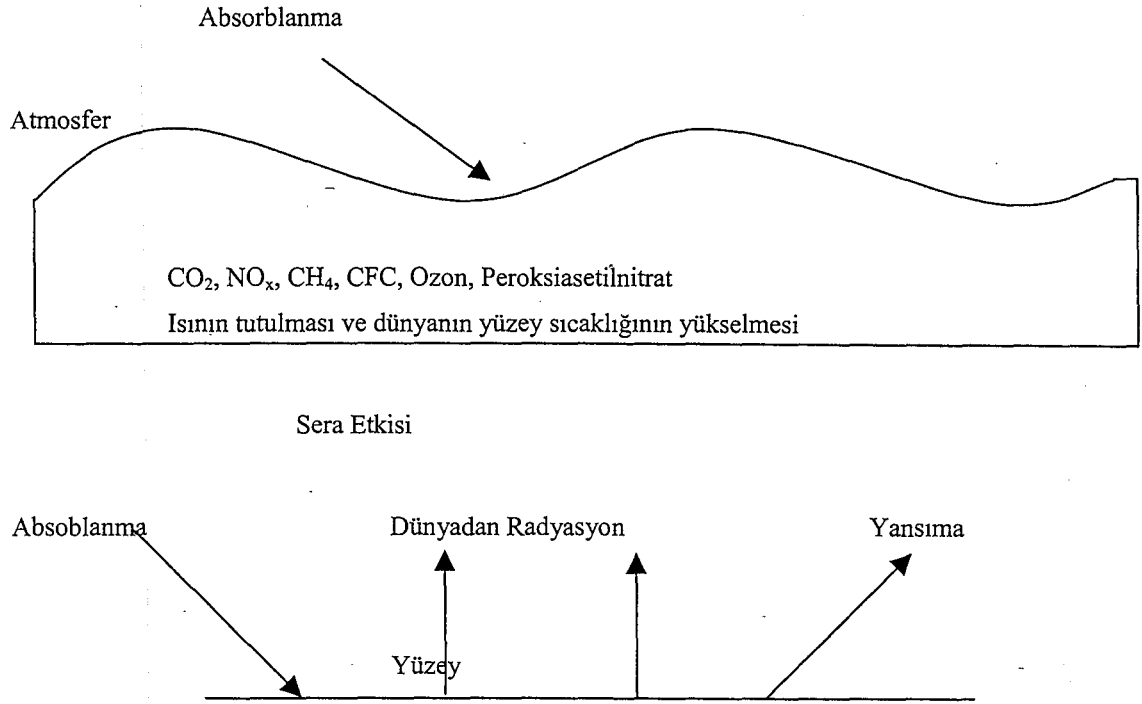 Absorblanma
Atmosfer
CO₂, NOₓ, CH₄, CFC, Ozon, Peroksiasetilnitrat
Isının tutulması ve dünyanın yüzey sıcaklığının yükselmesi
Sera Etkisi
Absoblanma Dünyadan Radyasyon Yansıma
Yüzey